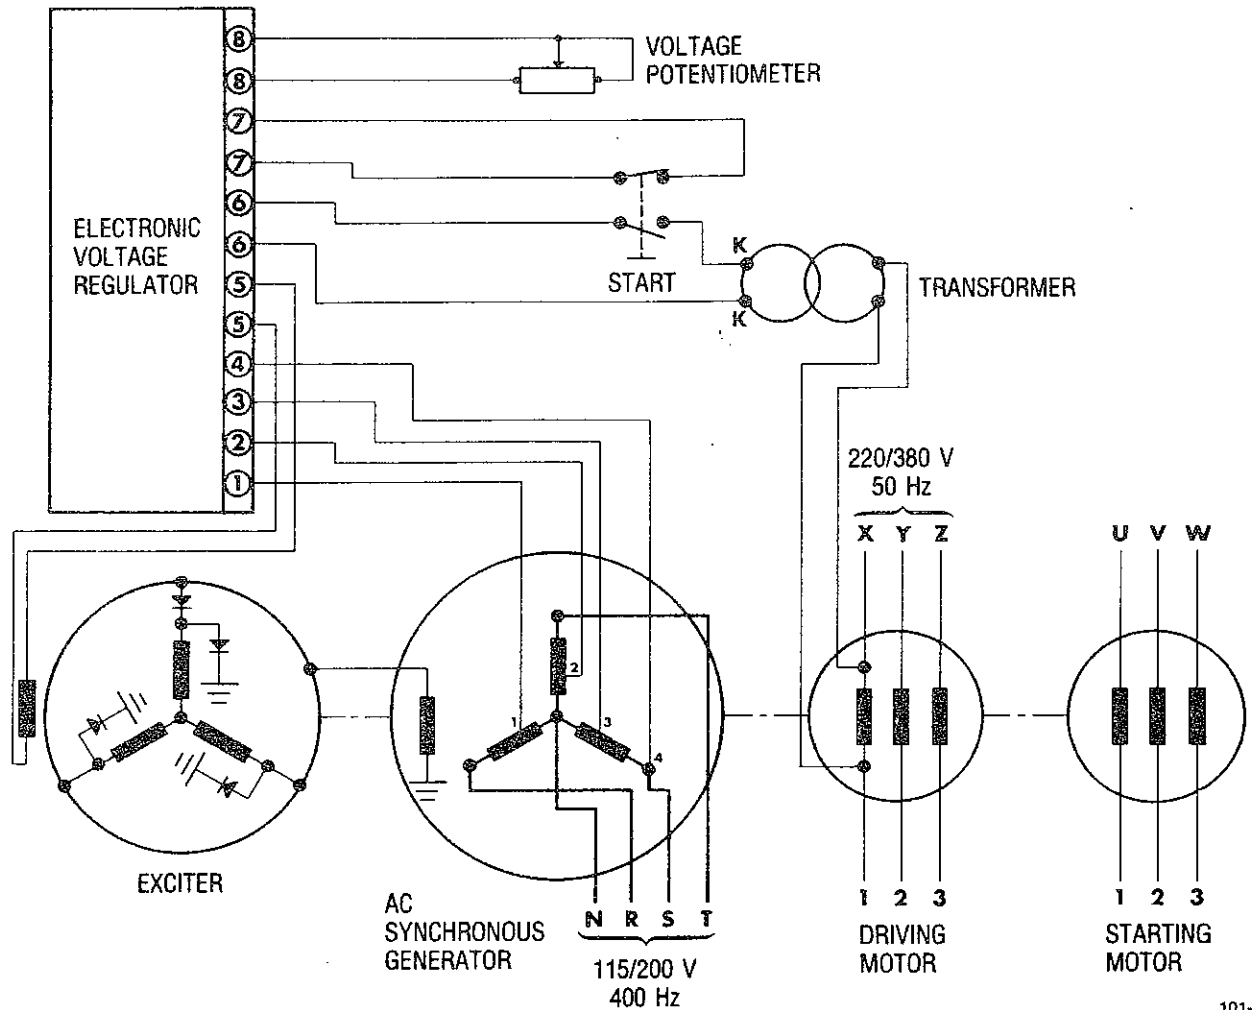 8
VOLTAGE
POTENTIOMETER
8
7
7
6
ELECTRONIC
VOLTAGE
REGULATOR
6
K
START
TRANSFORMER
5
K
5
4
3
2
220/380 V
50 Hz
1
X Y Z
U V W
2
1
3
4
EXCITER
AC
SYNCHRONOUS
GENERATOR
N R S T
115/200 V
400 Hz
1 2 3
DRIVING
MOTOR
1 2 3
STARTING
MOTOR